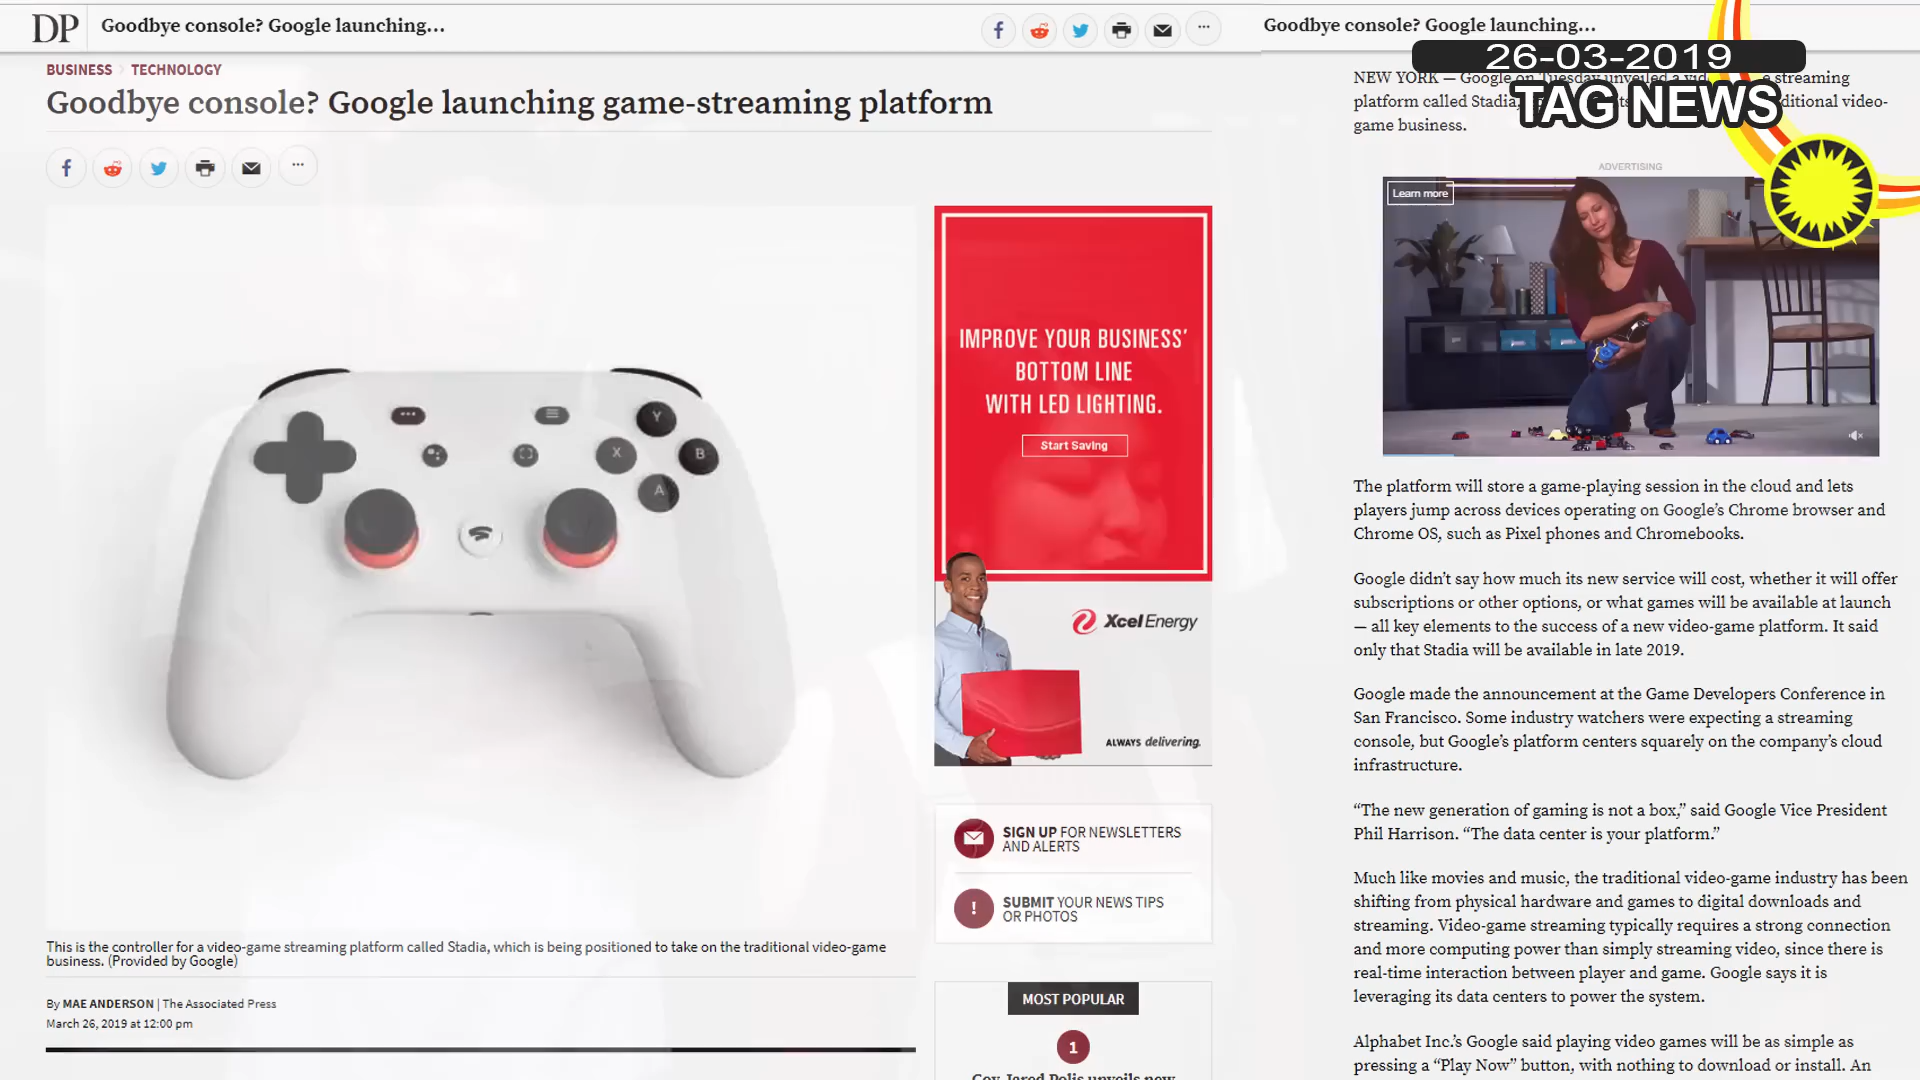 DP
Goodbye console? Google launching...
Goodbye console? Google launching...
26-03-2019
TAG NEWS
BUSINESS TECHNOLOGY
Goodbye console? Google launching game-streaming platform
Y
X
B
A
IMPROVE YOUR BUSINESS’
BOTTOM LINE
WITH LED LIGHTING.
Start Saving
Xcel Energy
ALWAYS delivering.
SIGN UP FOR NEWSLETTERS
AND ALERTS
SUBMIT YOUR NEWS TIPS
OR PHOTOS
MOST POPULAR
1
Gov. Jared Polis unveils new
This is the controller for a video-game streaming platform called Stadia, which is being positioned to take on the traditional video-game
business. (Provided by Google)
By MAE ANDERSON | The Associated Press
March 26, 2019 at 12:00 pm
NEW YORK — Google on Tuesday unveiled a streaming
platform called Stadia, traditional video-
game business.
ADVERTISING
Learn more
The platform will store a game-playing session in the cloud and lets
players jump across devices operating on Google’s Chrome browser and
Chrome OS, such as Pixel phones and Chromebooks.
Google didn’t say how much its new service will cost, whether it will offer
subscriptions or other options, or what games will be available at launch
— all key elements to the success of a new video-game platform. It said
only that Stadia will be available in late 2019.
Google made the announcement at the Game Developers Conference in
San Francisco. Some industry watchers were expecting a streaming
console, but Google’s platform centers squarely on the company’s cloud
infrastructure.
“The new generation of gaming is not a box,” said Google Vice President
Phil Harrison. “The data center is your platform.”
Much like movies and music, the traditional video-game industry has been
shifting from physical hardware and games to digital downloads and
streaming. Video-game streaming typically requires a strong connection
and more computing power than simply streaming video, since there is
real-time interaction between player and game. Google says it is
leveraging its data centers to power the system.
Alphabet Inc.’s Google said playing video games will be as simple as
pressing a “Play Now” button, with nothing to download or install. An